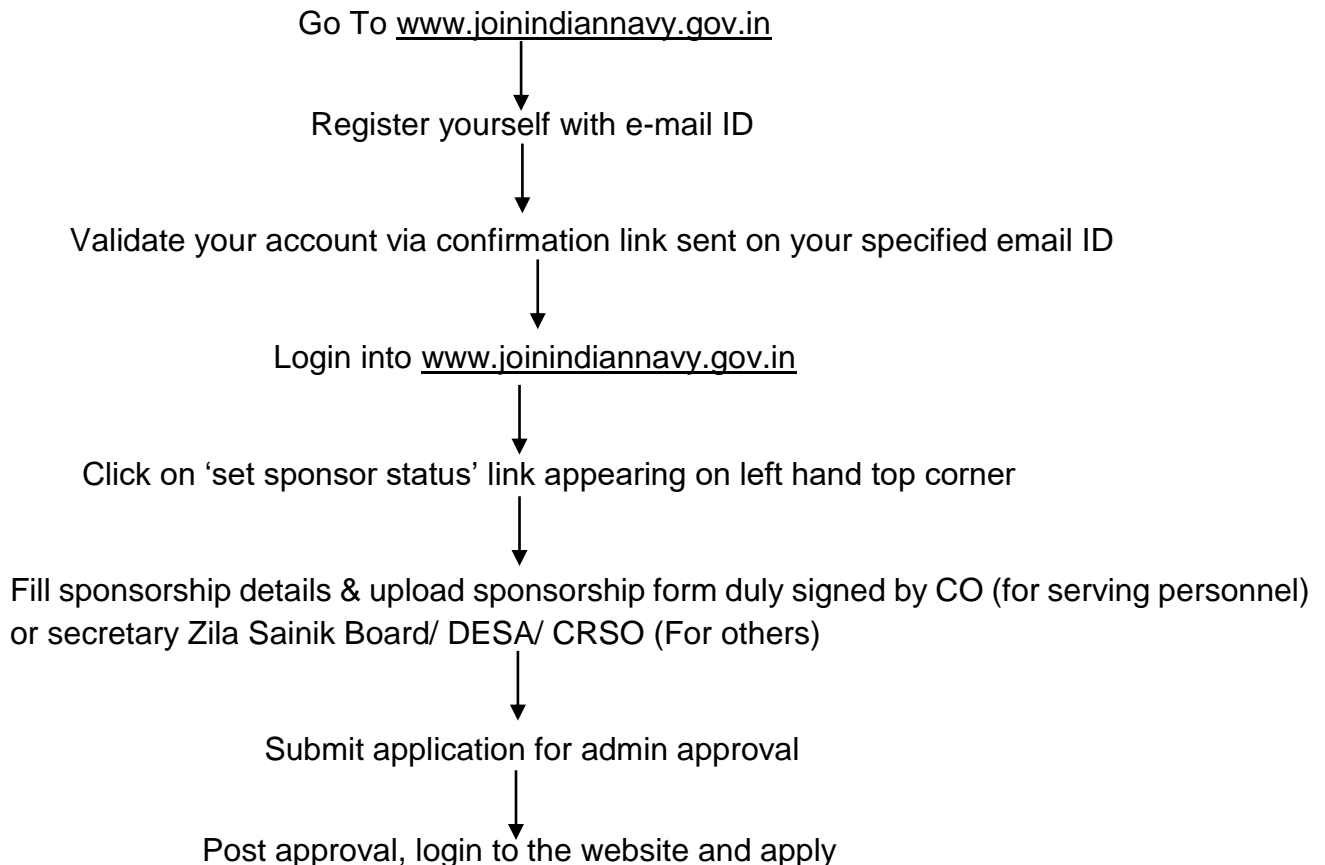 Go To www.joinindiannavy.gov.in
Register yourself with e-mail ID
Validate your account via confirmation link sent on your specified email ID
Login into www.joinindiannavy.gov.in
Click on ‘set sponsor status’ link appearing on left hand top corner
Fill sponsorship details & upload sponsorship form duly signed by CO (for serving personnel)
or secretary Zila Sainik Board/ DESA/ CRSO (For others)
Submit application for admin approval
Post approval, login to the website and apply